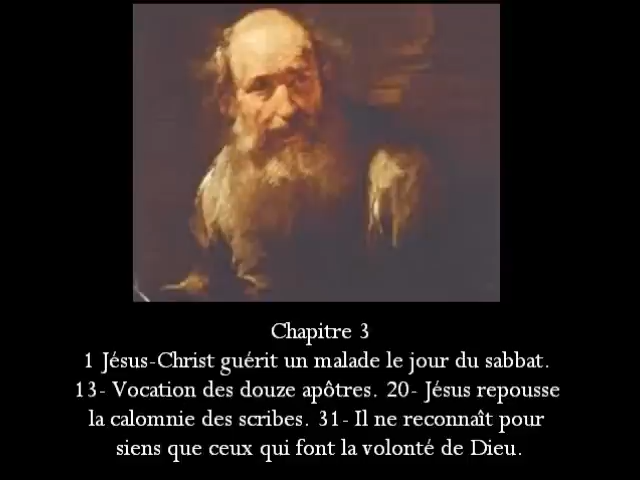 Chapitre 3
1 Jésus-Christ guérit un malade le jour du sabbat.
13- Vocation des douze apôtres. 20- Jésus repousse
la calomnie des scribes. 31- Il ne reconnaît pour
siens que ceux qui font la volonté de Dieu.